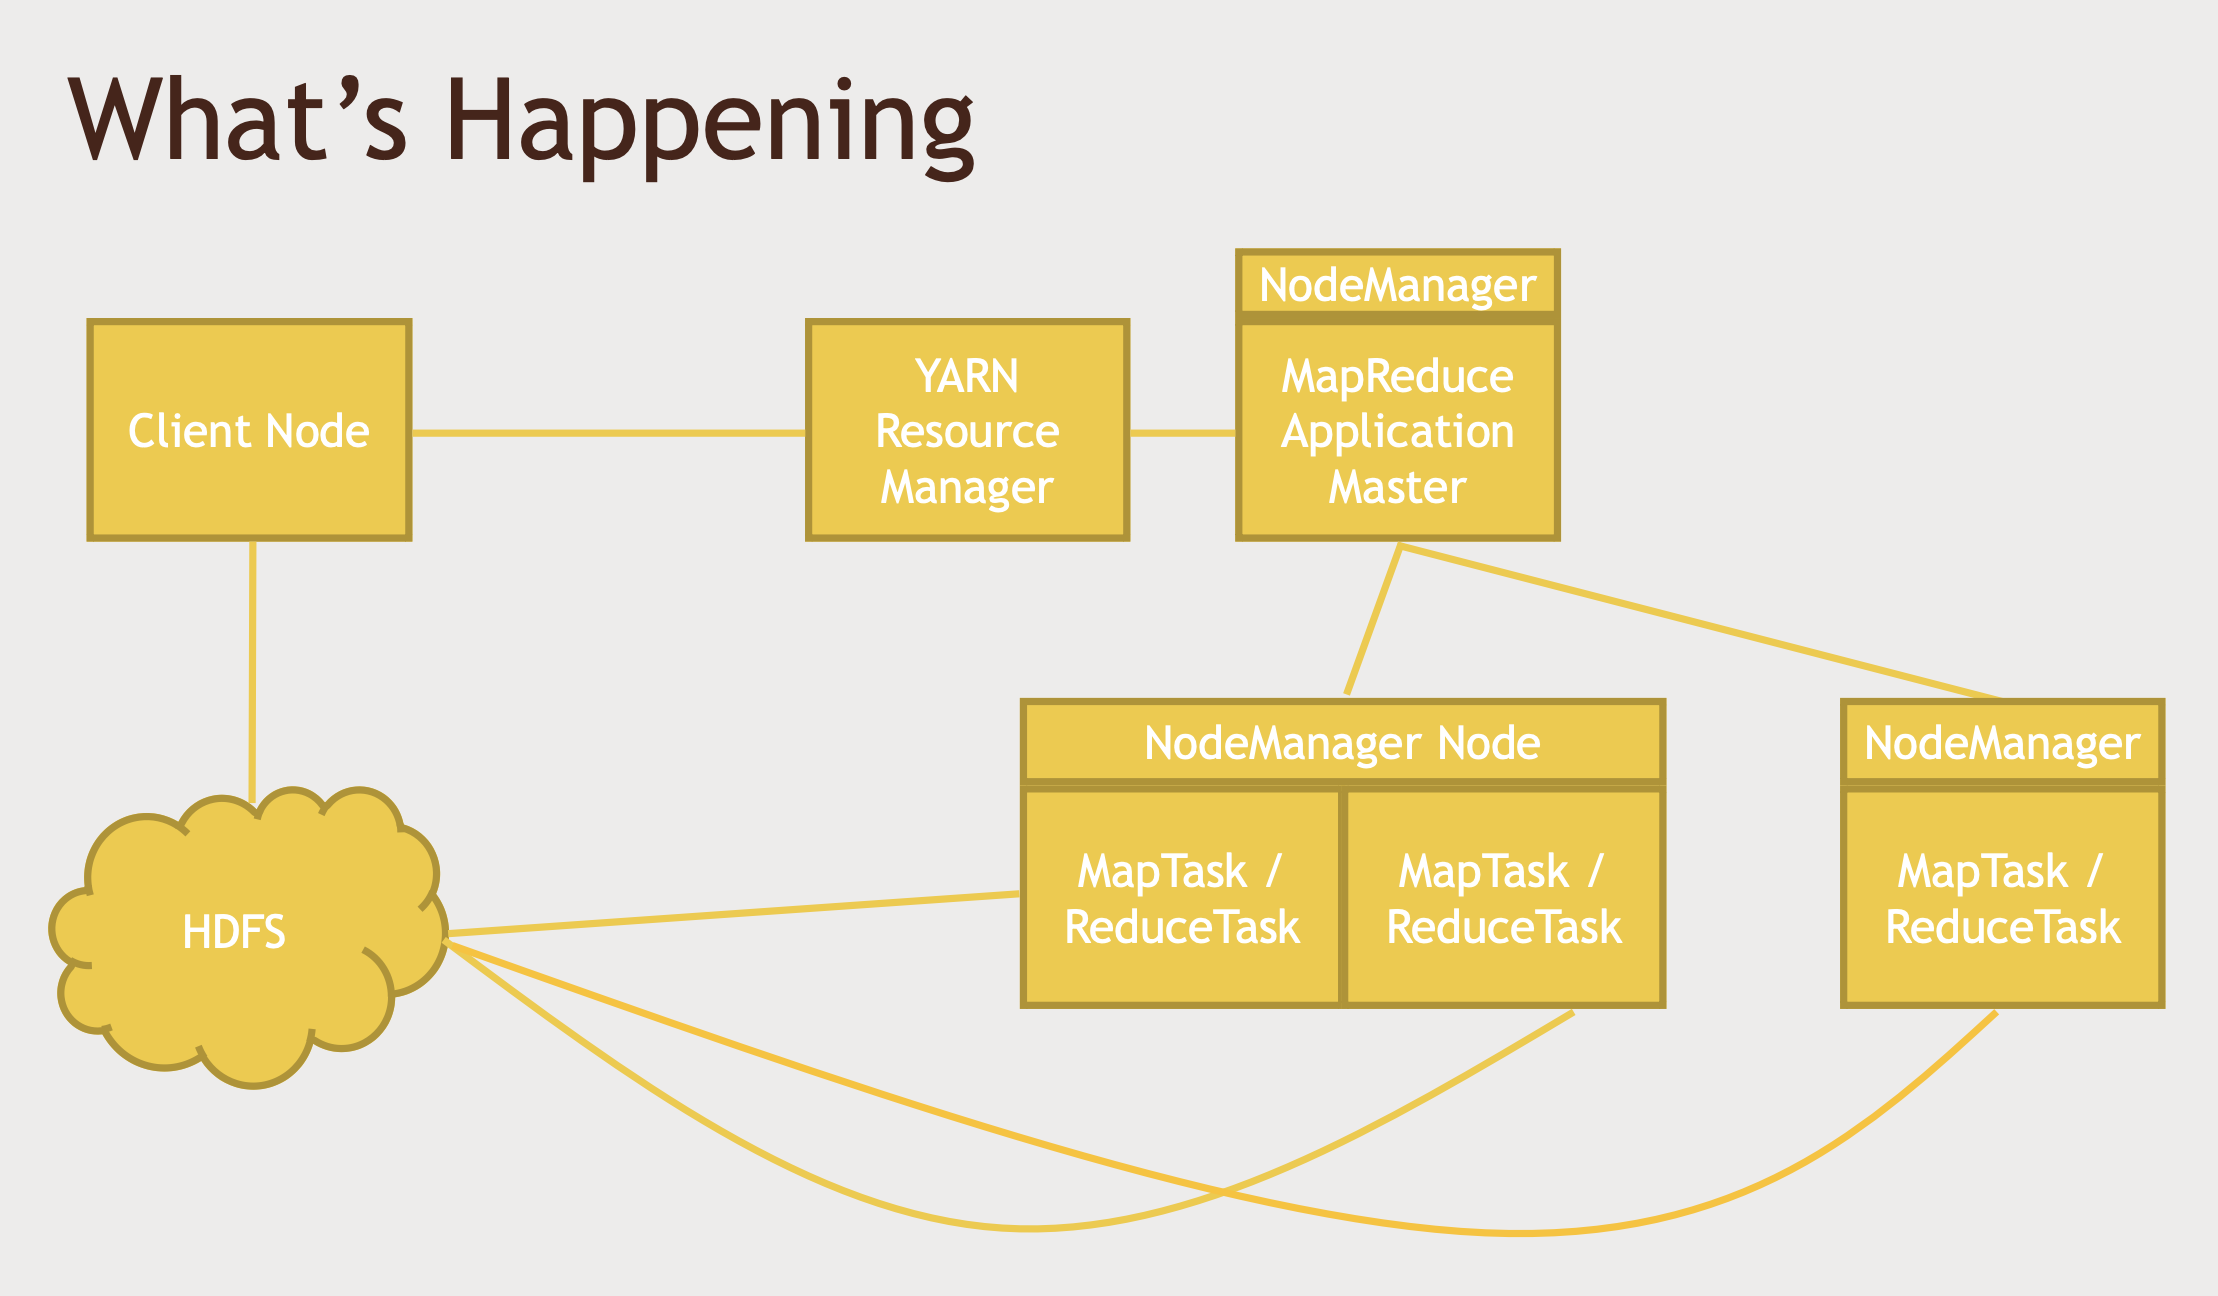 What’s Happening
NodeManager
Client Node
YARN
Resource
Manager
MapReduce
Application
Master
NodeManager Node
NodeManager
MapTask /
ReduceTask
MapTask /
ReduceTask
MapTask /
ReduceTask
HDFS